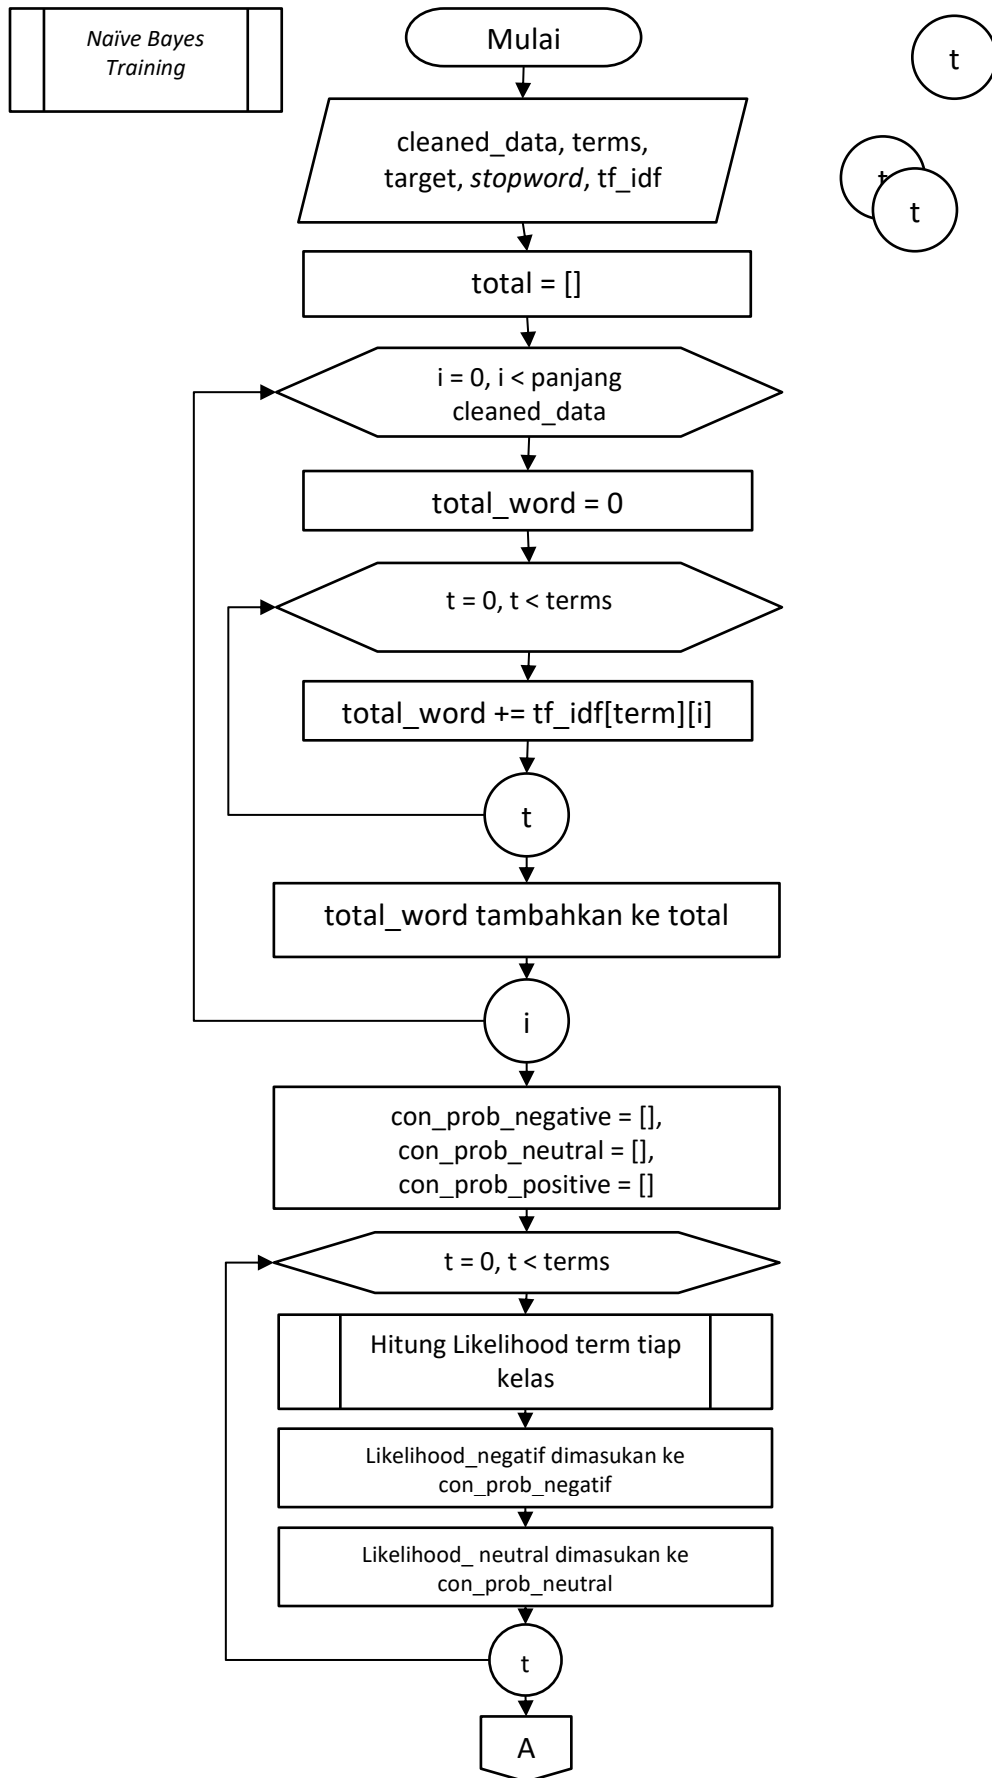 Naïve Bayes
Training
Mulai
t
cleaned_data, terms,
target, stopword, tf_idf
t
t
total = []
i = 0, i < panjang
cleaned_data
total_word = 0
t = 0, t < terms
total_word += tf_idf[term][i]
t
total_word tambahkan ke total
i
con_prob_negative = [],
con_prob_neutral = [],
con_prob_positive = []
t = 0, t < terms
Hitung Likelihood term tiap
kelas
Likelihood_negatif dimasukan ke
con_prob_negatif
Likelihood_ neutral dimasukan ke
con_prob_neutral
t
A